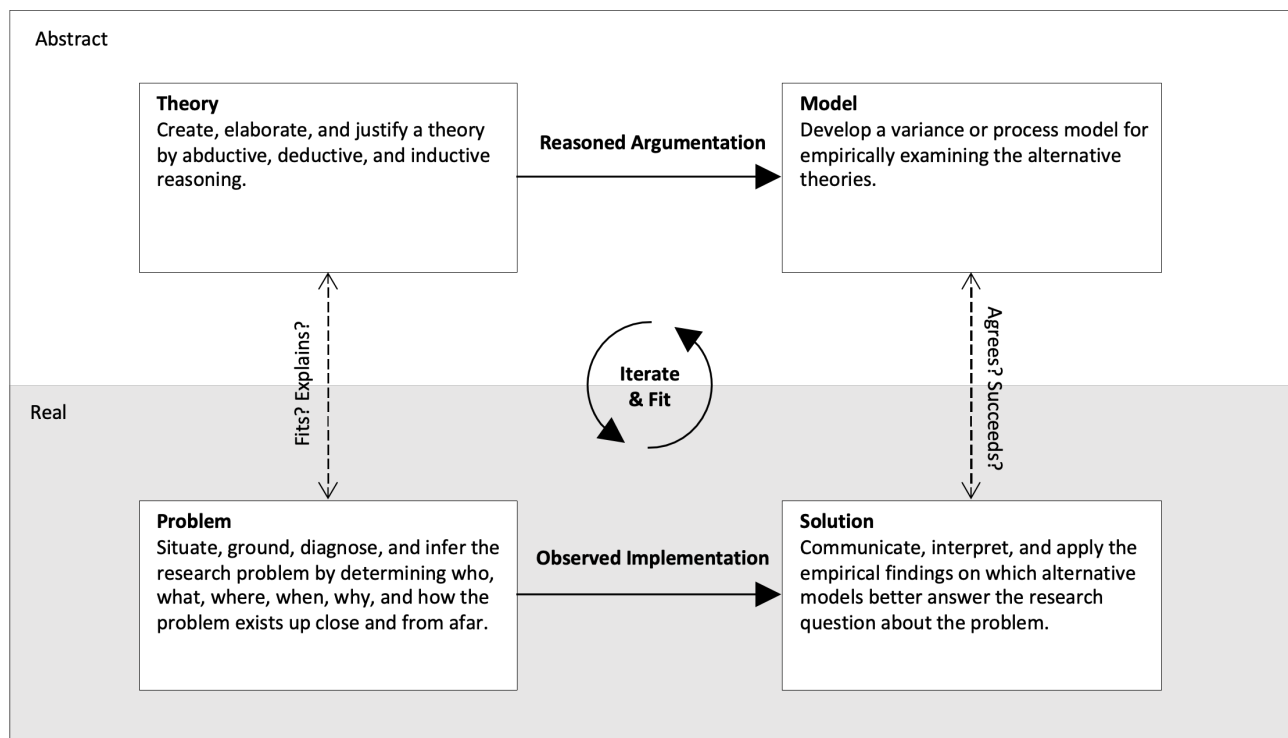 Abstract
Theory
Create, elaborate, and justify a theory
by abductive, deductive, and inductive
reasoning.
Reasoned Argumentation
Model
Develop a variance or process model for
empirically examining the alternative
theories.
Fits? Explains?
Iterate
& Fit
Agrees? Succeeds?
Real
Problem
Situate, ground, diagnose, and infer the
research problem by determining who,
what, where, when, why, and how the
problem exists up close and from afar.
Observed Implementation
Solution
Communicate, interpret, and apply the
empirical findings on which alternative
models better answer the research
question about the problem.